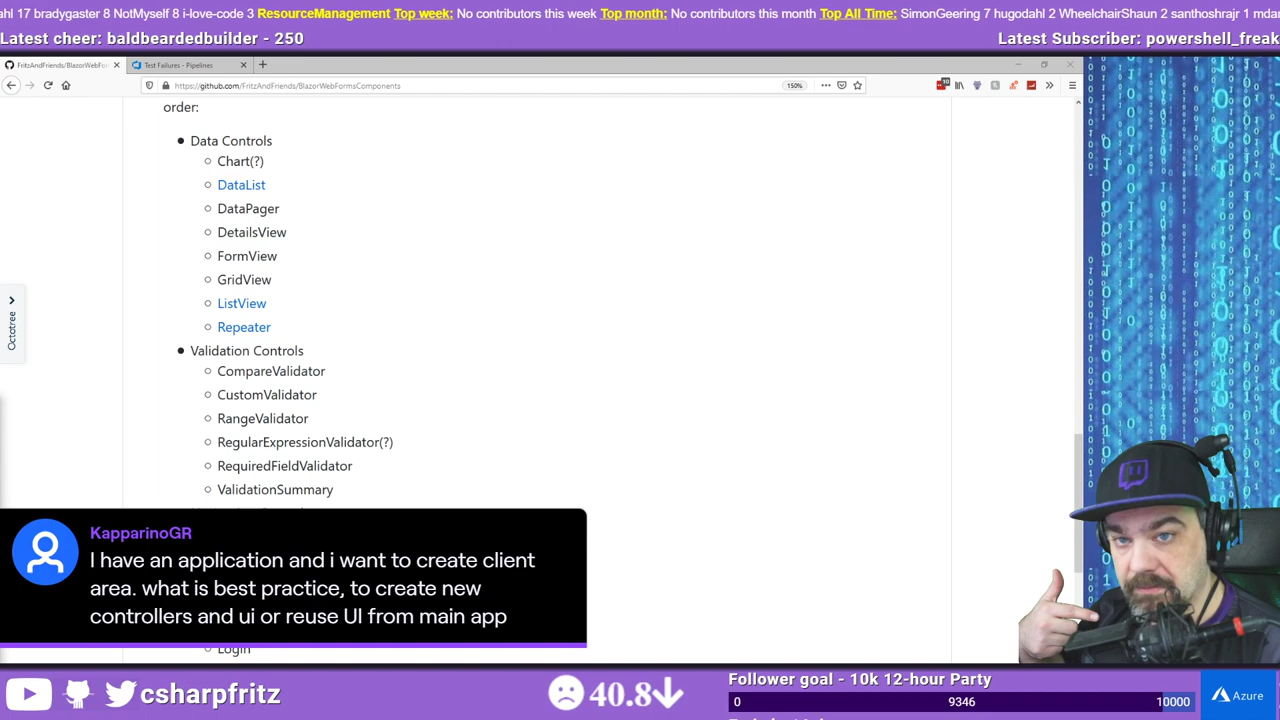 ahl 17 bradygaster 8 NotMyself 8 i-love-code 3 ResourceManagement Top week: No contributors this week Top month: No contributors this month Top All Time: SimonGeering 7 hugodahl 2 WheelchairShaun 2 santhoshrajr 1 mdar
Latest cheer: baldbeardedbuilder - 250
Latest Subscriber: powershell_freak
FritzAndFriends/BlazorWebFor
Test Failures - Pipelines
https://github.com/FritzAndFriends/BlazorWebFormsComponents
150%
order:
Data Controls
Chart(?)
DataList
DataPager
DetailsView
FormView
GridView
ListView
Repeater
Validation Controls
CompareValidator
CustomValidator
RangeValidator
RegularExpressionValidator(?)
RequiredFieldValidator
ValidationSummary
Octotree
KapparinoGR
I have an application and i want to create client
area. what is best practice, to create new
controllers and ui or reuse UI from main app
Login
csharpfritz
40.8
Follower goal - 10k 12-hour Party
0
9346
10000
Azure